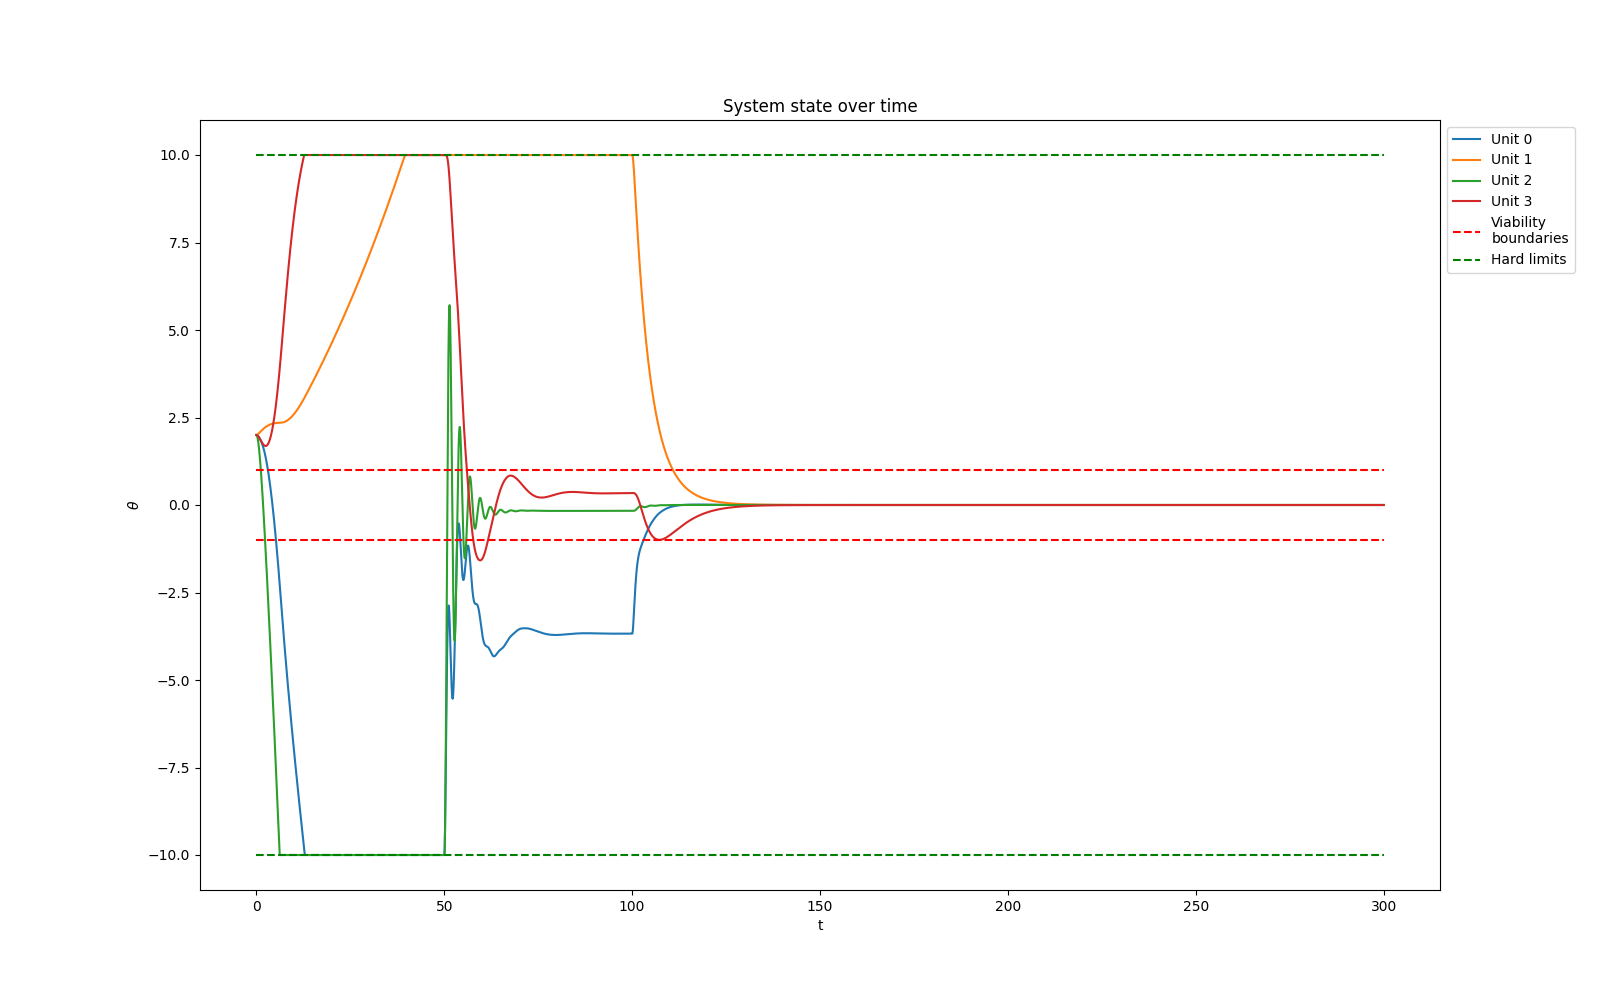 System state over time
10.0
7.5
5.0
2.5
0.0
−2.5
−5.0
−7.5
−10.0
θ
0
50
100
150
200
250
300
t
Unit 0
Unit 1
Unit 2
Unit 3
Viability
boundaries
Hard limits